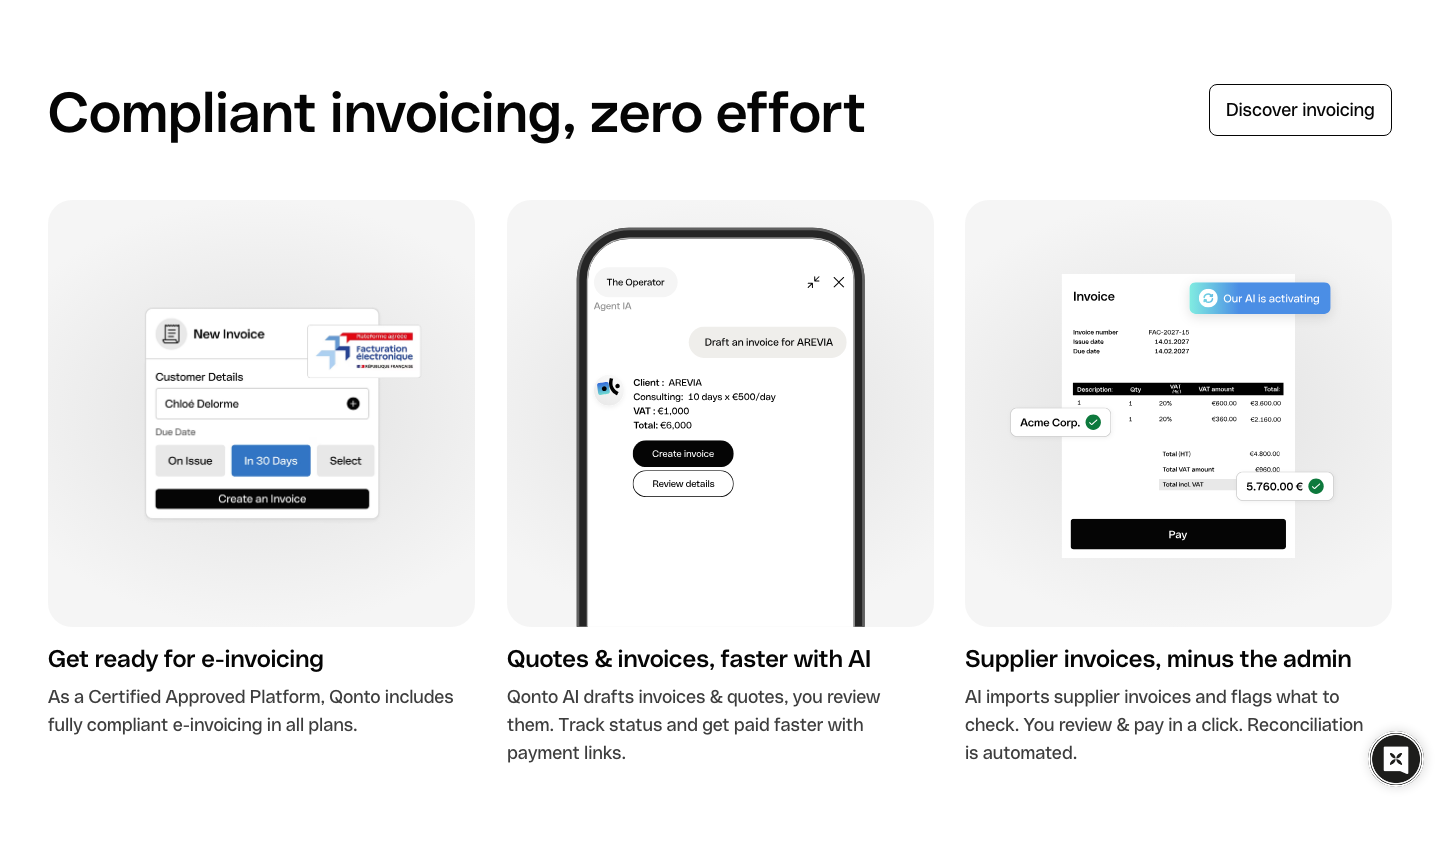 Compliant invoicing, zero effort
Discover invoicing
New Invoice
Plateforme agréée
Facturation
électronique
RÉPUBLIQUE FRANÇAISE
Customer Details
Chloé Delorme
Due Date
On Issue In 30 Days Select
Create an Invoice
The Operator
Agent IA
Draft an invoice for AREVIA
Client : AREVIA
Consulting: 10 days x €500/day
VAT : €1,000
Total: €6,000
Create invoice
Review details
Invoice
Our AI is activating
Invoice number FAC-2027-15
Issue date 14.01.2027
Due date 14.02.2027
Description: Qty VAT (%) VAT amount Total:
1 1 20% €600.00 €3.600.00
Acme Corp. 1 20% €360.00 €2.160.00
Total (HT) €4.800.00
Total VAT amount €960.00
Total incl. VAT 5.760.00 €
Pay
Get ready for e-invoicing
As a Certified Approved Platform, Qonto includes
fully compliant e-invoicing in all plans.
Quotes & invoices, faster with AI
Qonto AI drafts invoices & quotes, you review
them. Track status and get paid faster with
payment links.
Supplier invoices, minus the admin
AI imports supplier invoices and flags what to
check. You review & pay in a click. Reconciliation
is automated.